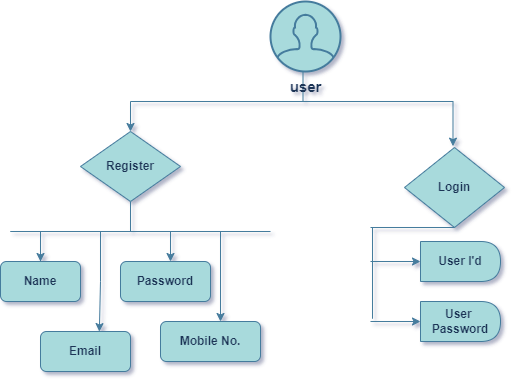 user
Register
Login
Name
Password
User I'd
Email
Mobile No.
User
Password